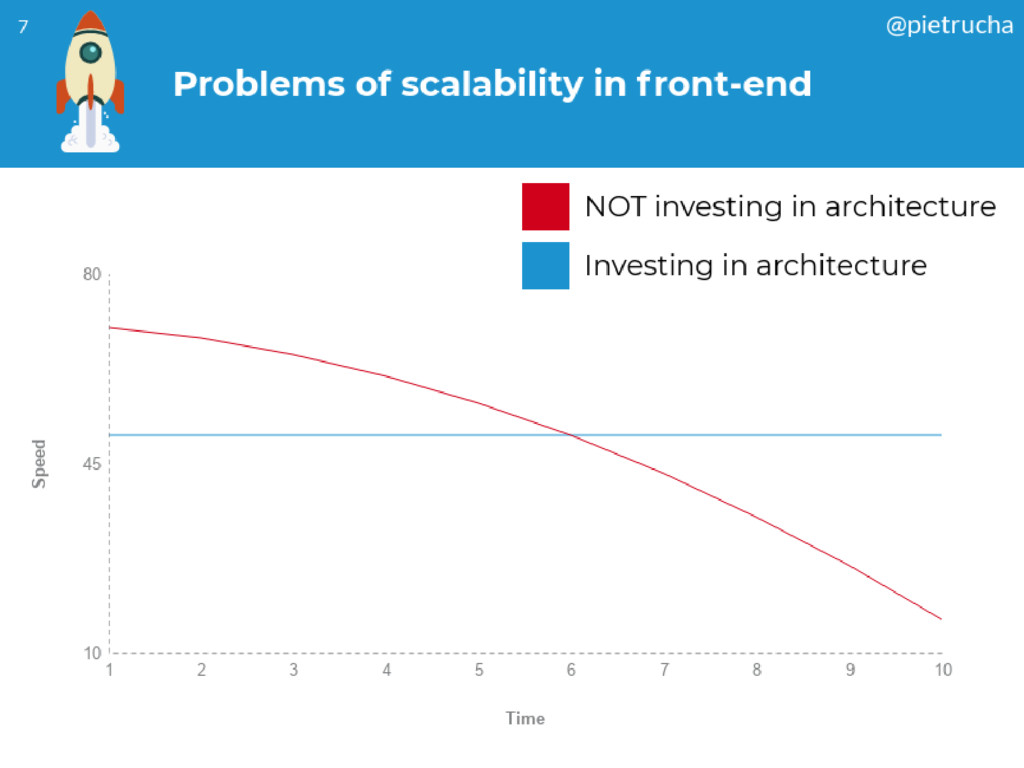 7
@pietrucha
Problems of scalability in front-end
NOT investing in architecture
Investing in architecture
80
45
10
Speed
1 2 3 4 5 6 7 8 9 10
Time